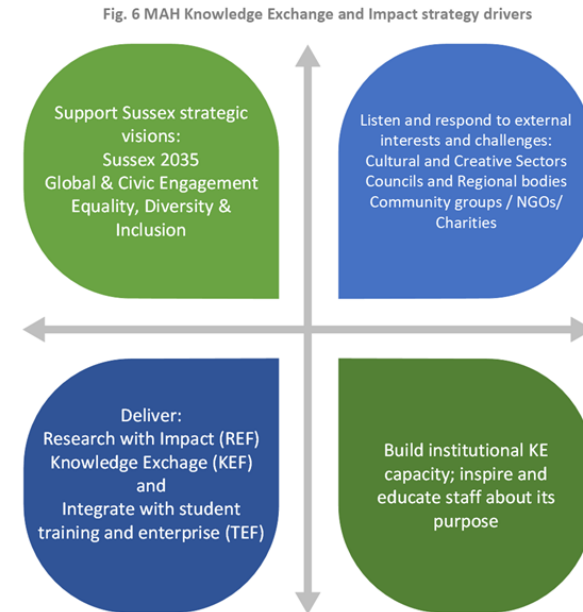 Fig. 6 MAH Knowledge Exchange and Impact strategy drivers
Support Sussex strategic
visions:
Sussex 2035
Global & Civic Engagement
Equality, Diversity &
Inclusion
Listen and respond to external
interests and challenges:
Cultural and Creative Sectors
Councils and Regional bodies
Community groups / NGOs/
Charities
Deliver:
Research with Impact (REF)
Knowledge Exchage (KEF)
and
Integrate with student
training and enterprise (TEF)
Build institutional KE
capacity; inspire and
educate staff about its
purpose